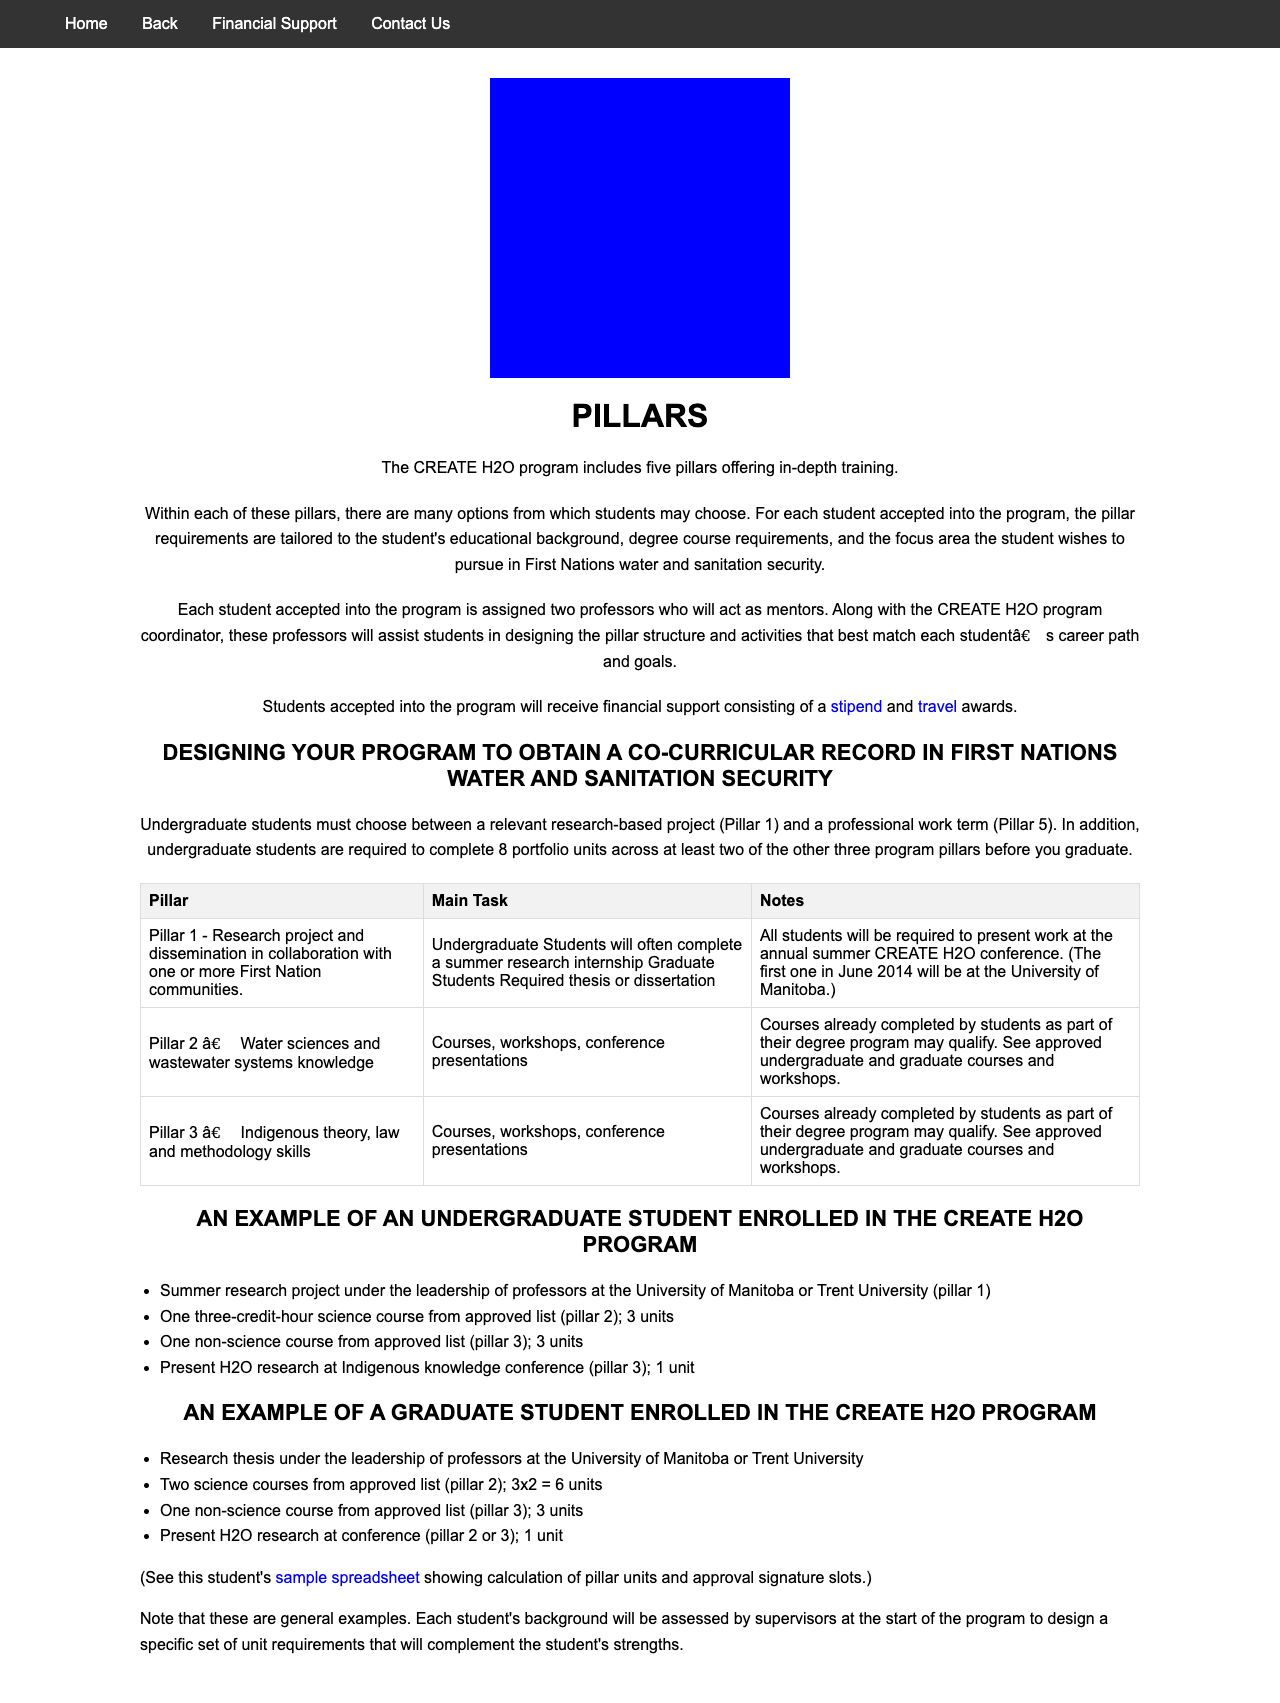 Home Back Financial Support Contact Us
PILLARS
The CREATE H2O program includes five pillars offering in-depth training.
Within each of these pillars, there are many options from which students may choose. For each student accepted into the program, the pillar
requirements are tailored to the student's educational background, degree course requirements, and the focus area the student wishes to
pursue in First Nations water and sanitation security.
Each student accepted into the program is assigned two professors who will act as mentors. Along with the CREATE H2O program
coordinator, these professors will assist students in designing the pillar structure and activities that best match each studentâ€ s career path
and goals.
Students accepted into the program will receive financial support consisting of a stipend and travel awards.
DESIGNING YOUR PROGRAM TO OBTAIN A CO-CURRICULAR RECORD IN FIRST NATIONS
WATER AND SANITATION SECURITY
Undergraduate students must choose between a relevant research-based project (Pillar 1) and a professional work term (Pillar 5). In addition,
undergraduate students are required to complete 8 portfolio units across at least two of the other three program pillars before you graduate.
Pillar Main Task Notes
Pillar 1 - Research project and
dissemination in collaboration with
one or more First Nation
communities.
Undergraduate Students will often complete
a summer research internship Graduate
Students Required thesis or dissertation
All students will be required to present work at the
annual summer CREATE H2O conference. (The
first one in June 2014 will be at the University of
Manitoba.)
Pillar 2 â€ Water sciences and
wastewater systems knowledge
Courses, workshops, conference
presentations
Courses already completed by students as part of
their degree program may qualify. See approved
undergraduate and graduate courses and
workshops.
Pillar 3 â€ Indigenous theory, law
and methodology skills
Courses, workshops, conference
presentations
Courses already completed by students as part of
their degree program may qualify. See approved
undergraduate and graduate courses and
workshops.
AN EXAMPLE OF AN UNDERGRADUATE STUDENT ENROLLED IN THE CREATE H2O
PROGRAM
• Summer research project under the leadership of professors at the University of Manitoba or Trent University (pillar 1)
• One three-credit-hour science course from approved list (pillar 2); 3 units
• One non-science course from approved list (pillar 3); 3 units
• Present H2O research at Indigenous knowledge conference (pillar 3); 1 unit
AN EXAMPLE OF A GRADUATE STUDENT ENROLLED IN THE CREATE H2O PROGRAM
• Research thesis under the leadership of professors at the University of Manitoba or Trent University
• Two science courses from approved list (pillar 2); 3x2 = 6 units
• One non-science course from approved list (pillar 3); 3 units
• Present H2O research at conference (pillar 2 or 3); 1 unit
(See this student's sample spreadsheet showing calculation of pillar units and approval signature slots.)
Note that these are general examples. Each student's background will be assessed by supervisors at the start of the program to design a
specific set of unit requirements that will complement the student's strengths.